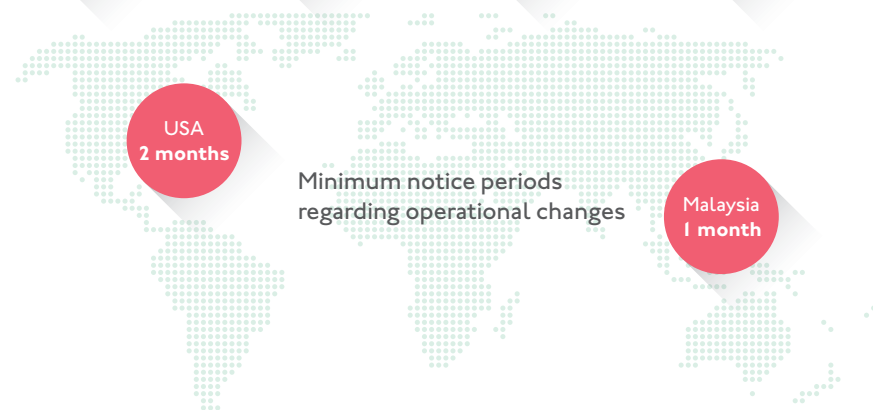 USA
2 months
Minimum notice periods
regarding operational changes
Malaysia
1 month